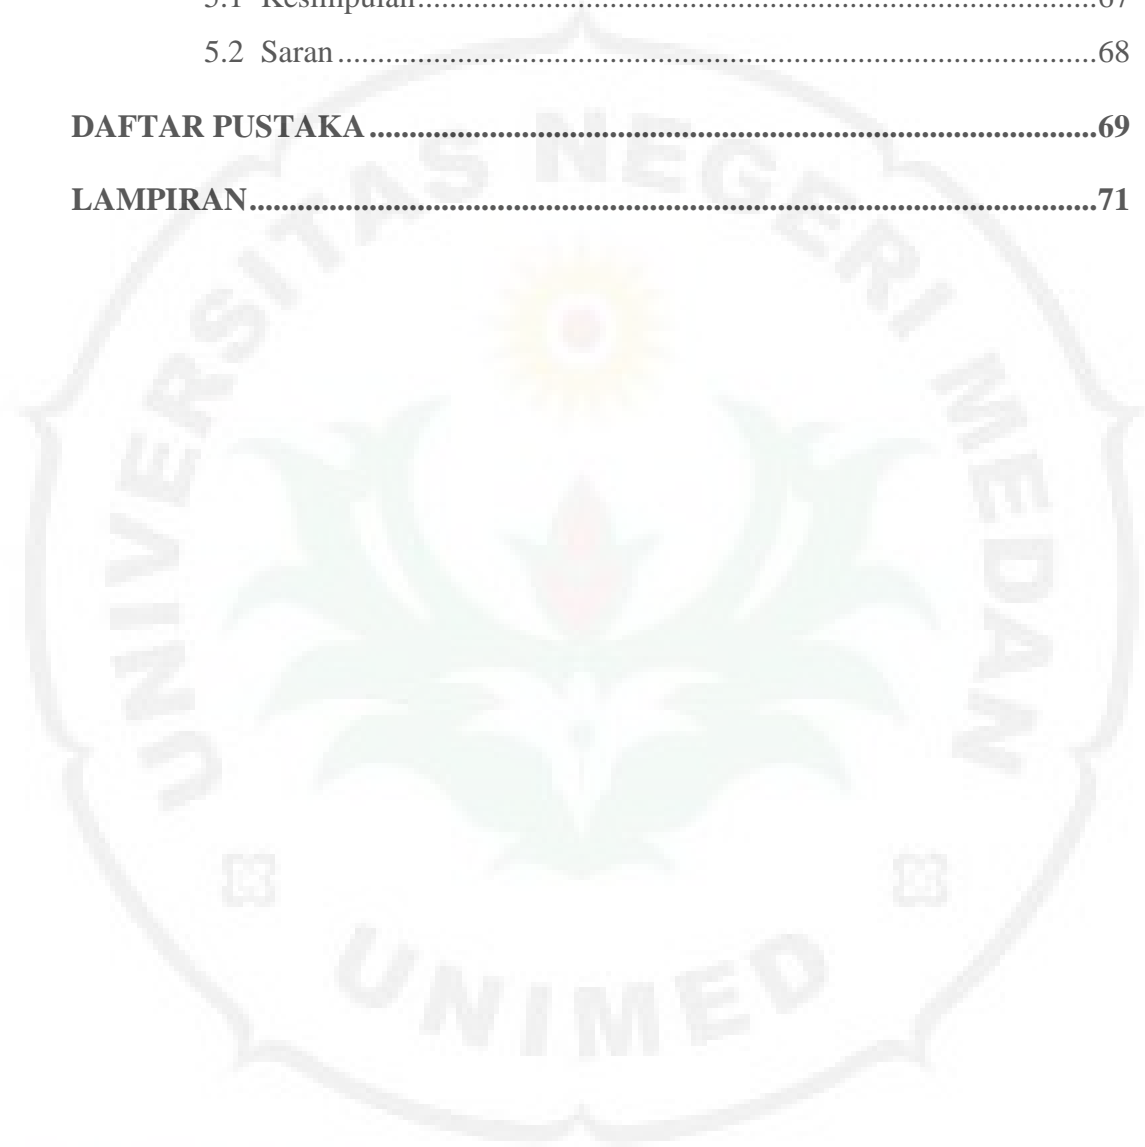 5.1 Kesimpulan........................................................................67
5.2 Saran.................................................................................68
DAFTAR PUSTAKA.............................................................................69
LAMPIRAN..........................................................................................71
UNIVERSITAS NEGERI MEDAN
UNIMED